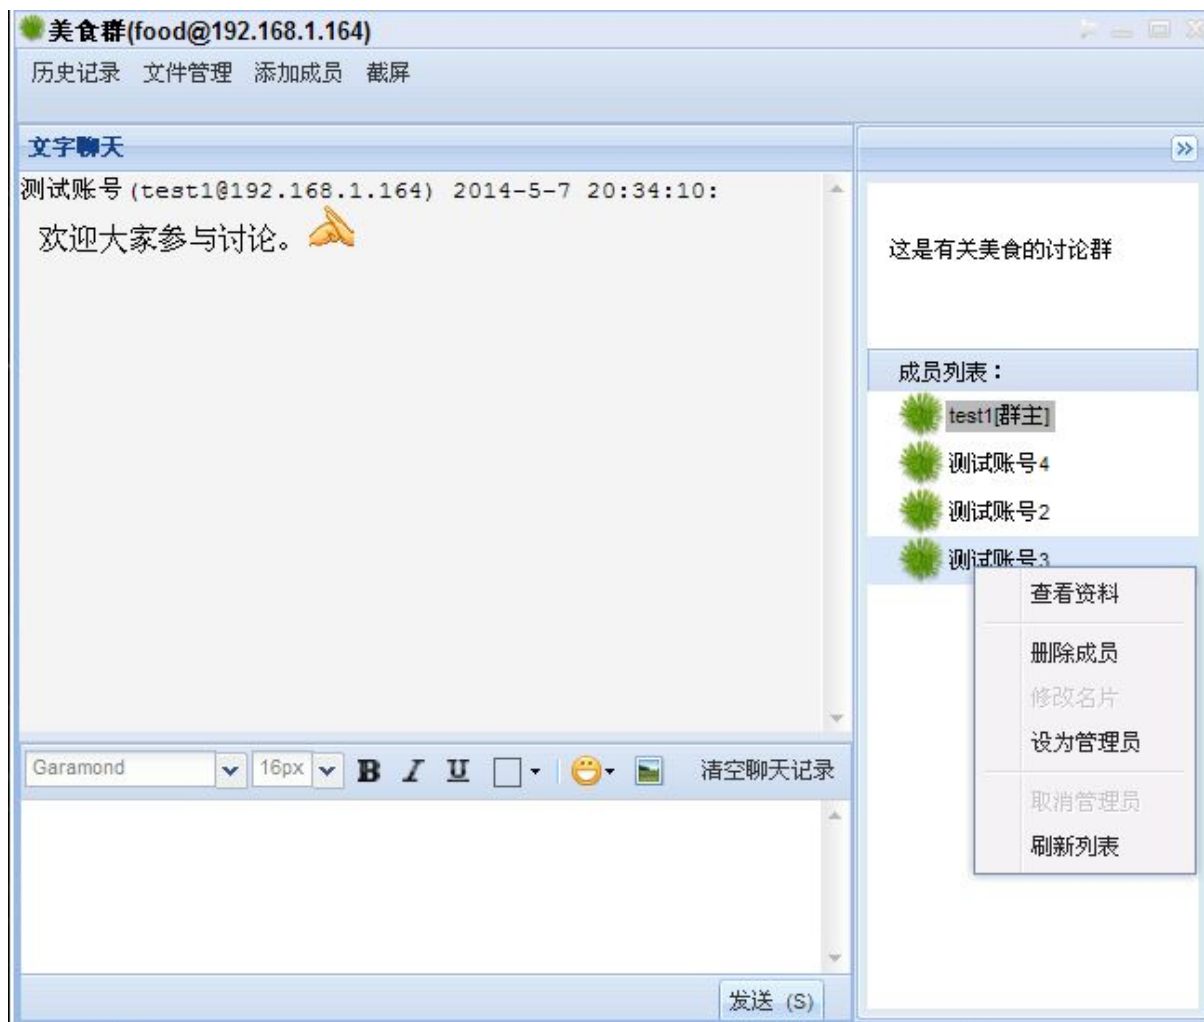 美食群(food@192.168.1.164)
历史记录 文件管理 添加成员 截屏
文字聊天
测试账号(test1@192.168.1.164) 2014-5-7 20:34:10:
欢迎大家参与讨论。
这是有关美食的讨论群
成员列表：
test1[群主]
测试账号4
测试账号2
测试账号3
查看资料
删除成员
修改名片
设为管理员
取消管理员
刷新列表
Garamond 16px B I U 清空聊天记录
发送 (S)